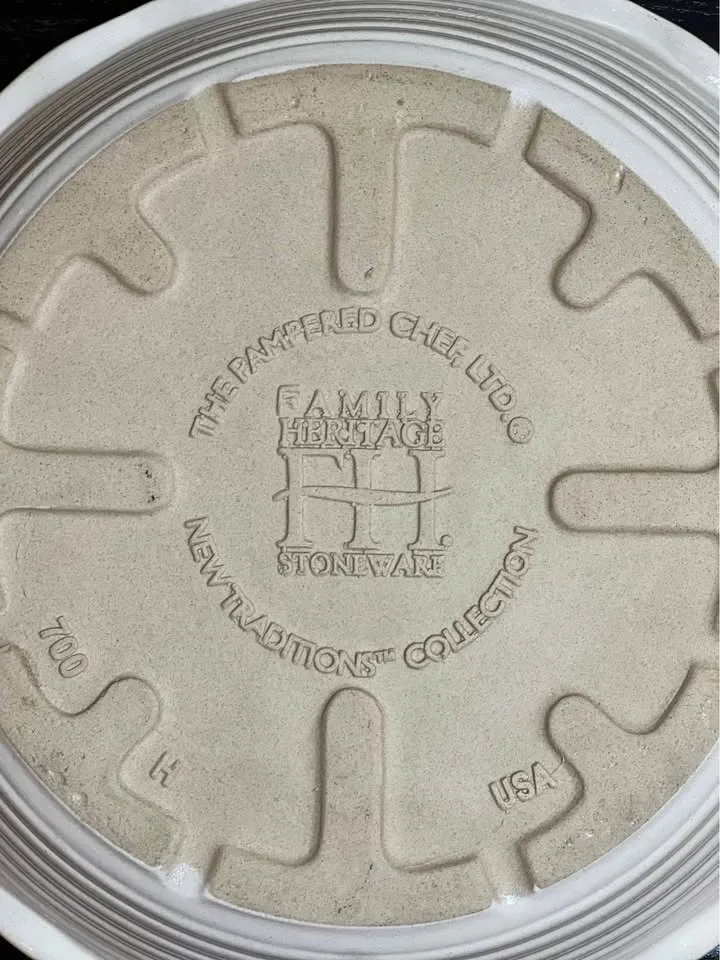 THE PAMPERED CHEF, LTD.®
FAMILY
HERITAGE
FH
STONEWARE
NEW TRADITIONS™ COLLECTION
700
H
USA